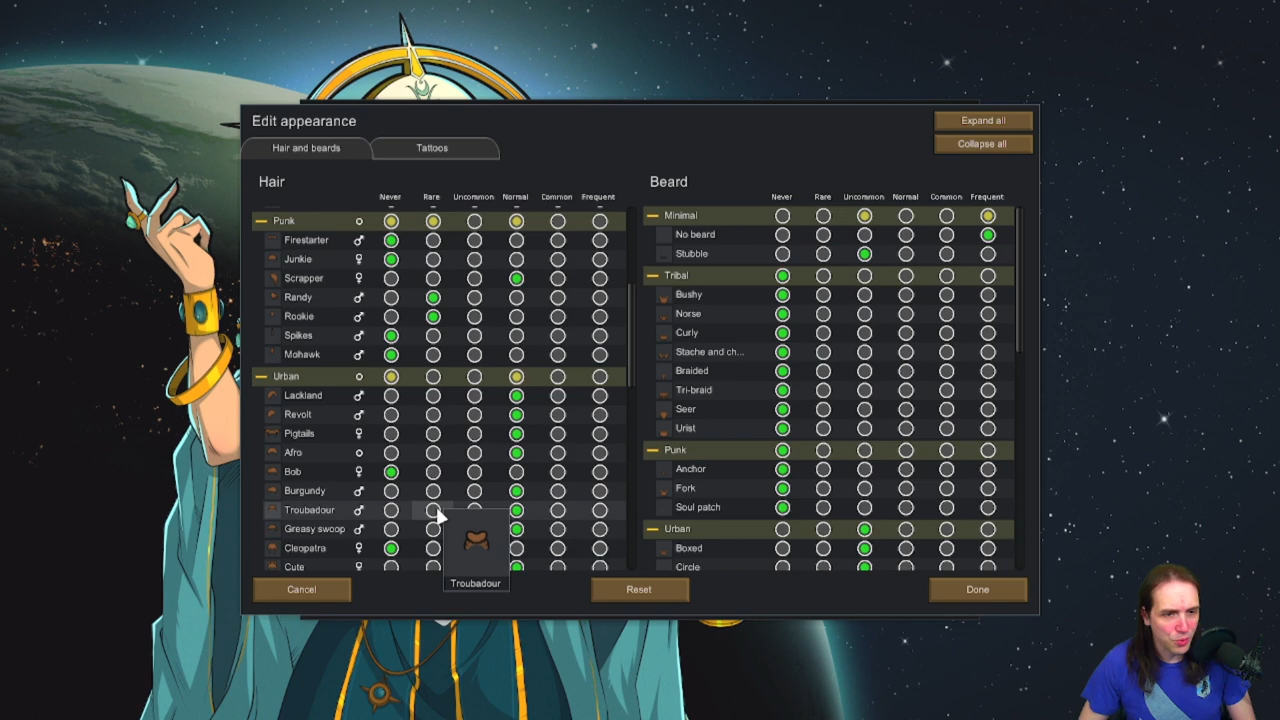 Edit appearance
Expand all
Collapse all
Hair and beards
Tattoos
Hair
Never Rare Uncommon Normal Common Frequent
Punk
Firestarter
Junkie
Scrapper
Randy
Rookie
Spikes
Mohawk
Urban
Lackland
Revolt
Pigtails
Afro
Bob
Burgundy
Troubadour
Greasy swoop
Cleopatra
Cute
Troubadour
Beard
Never Rare Uncommon Normal Common Frequent
Minimal
No beard
Stubble
Tribal
Bushy
Norse
Curly
Stache and ch...
Braided
Tri-braid
Seer
Urist
Punk
Anchor
Fork
Soul patch
Urban
Boxed
Circle
Cancel
Reset
Done